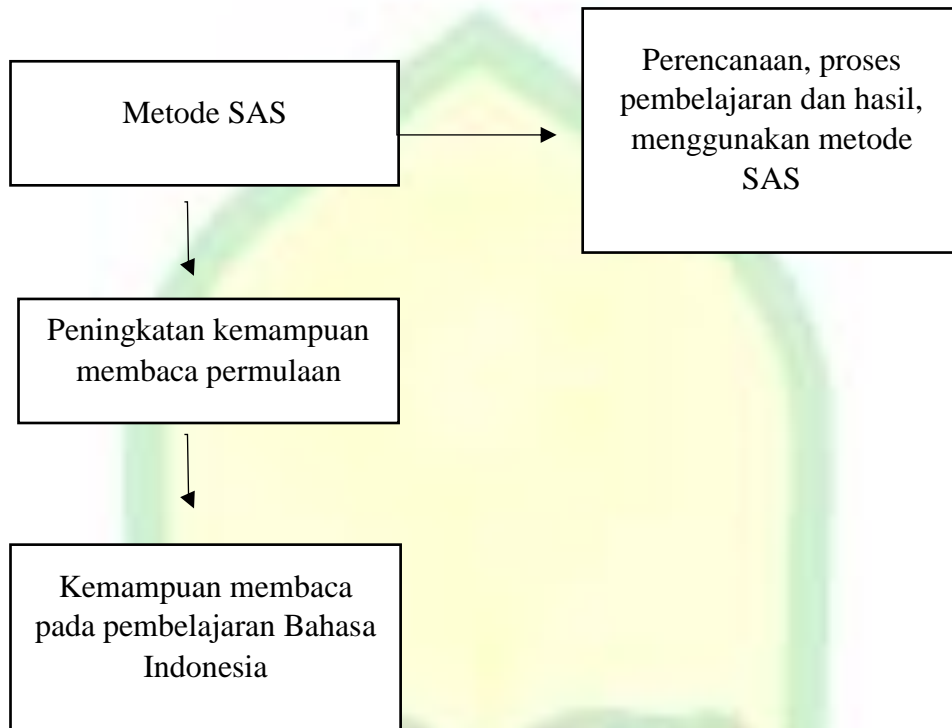 Metode SAS
Perencanaan, proses
pembelajaran dan hasil,
menggunakan metode
SAS
Peningkatan kemampuan
membaca permulaan
Kemampuan membaca
pada pembelajaran Bahasa
Indonesia